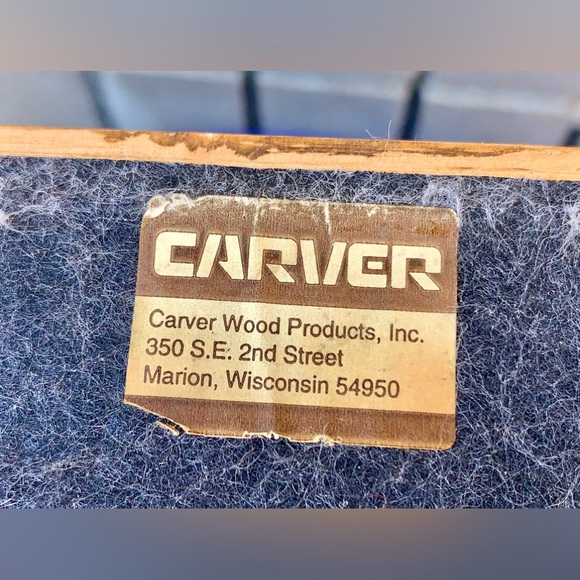 CARVER
Carver Wood Products, Inc.
350 S.E. 2nd Street
Marion, Wisconsin 54950